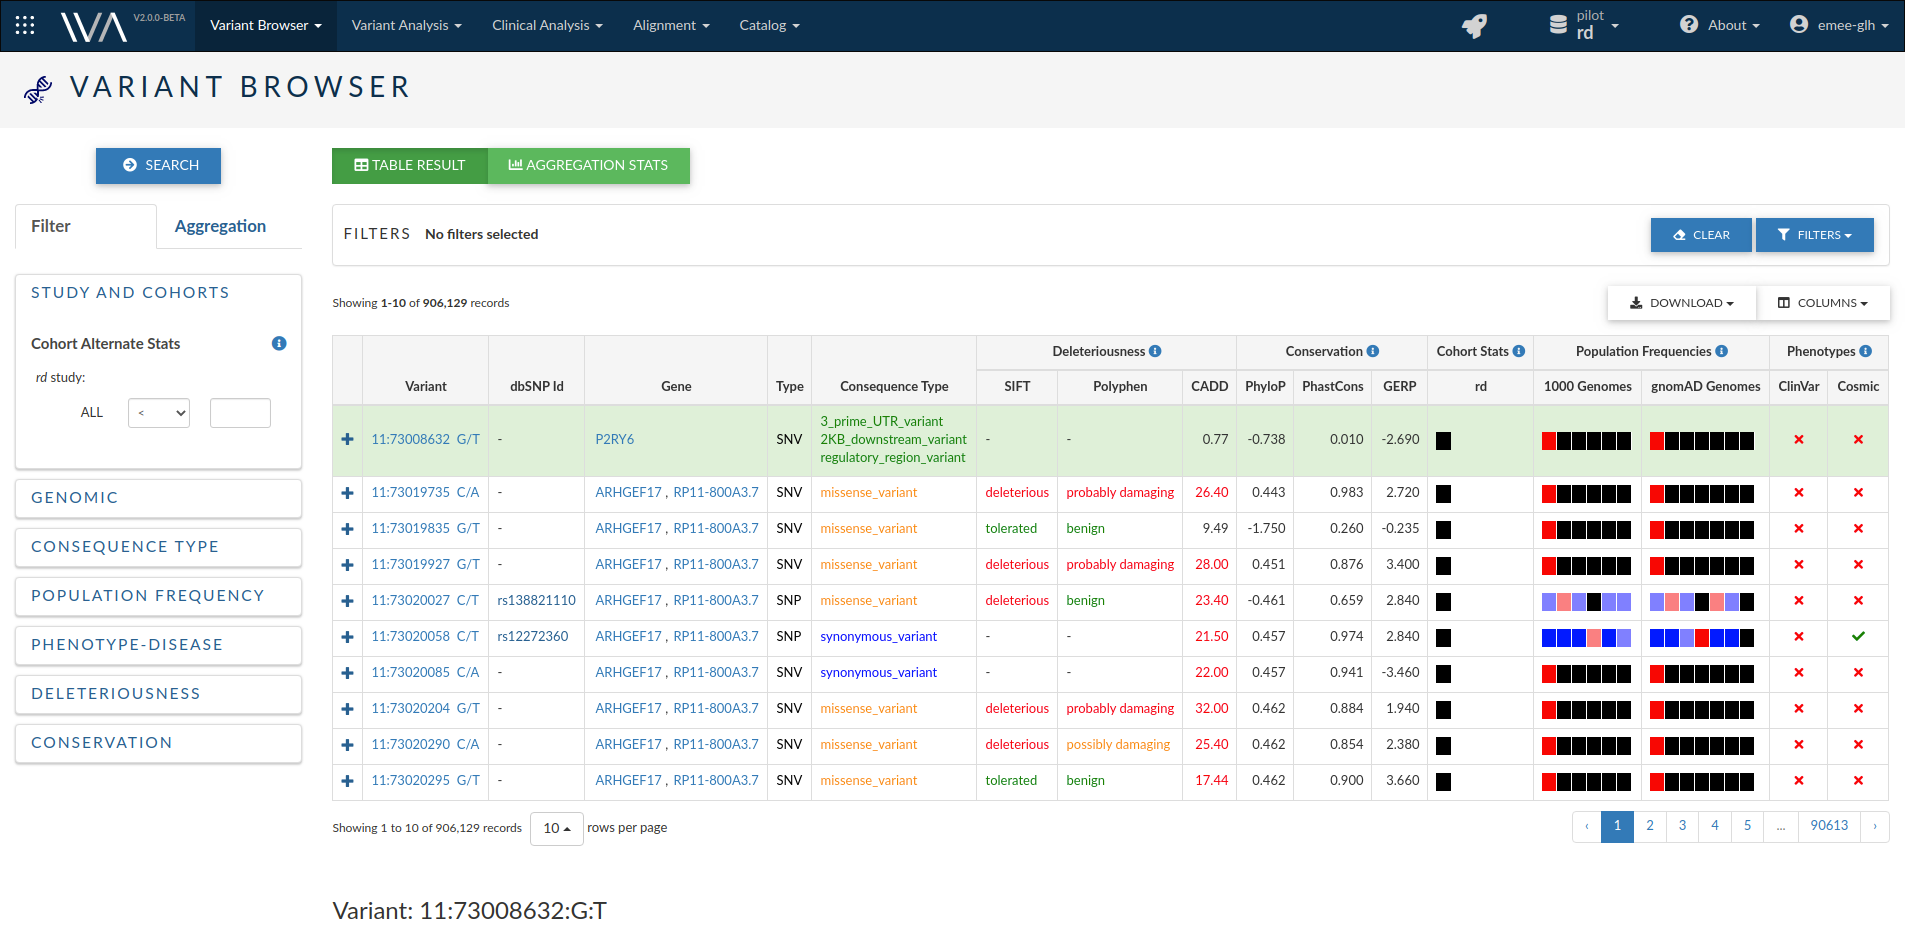 IVA V2.0.0-BETA Variant Browser Variant Analysis Clinical Analysis Alignment Catalog pilot rd About emee-glh
VARIANT BROWSER
SEARCH
TABLE RESULT AGGREGATION STATS
Filter Aggregation
FILTERS No filters selected CLEAR FILTERS
STUDY AND COHORTS
Cohort Alternate Stats
rd study:
ALL <
GENOMIC
CONSEQUENCE TYPE
POPULATION FREQUENCY
PHENOTYPE-DISEASE
DELETERIOUSNESS
CONSERVATION
Showing 1-10 of 906,129 records DOWNLOAD COLUMNS
Deleteriousness Conservation Cohort Stats Population Frequencies Phenotypes
Variant dbSNP Id Gene Type Consequence Type SIFT Polyphen CADD PhyloP PhastCons GERP rd 1000 Genomes gnomAD Genomes ClinVar Cosmic
3_prime_UTR_variant
11:73008632 G/T - P2RY6 SNV 2KB_downstream_variant - - 0.77 -0.738 0.010 -2.690
regulatory_region_variant
11:73019735 C/A - ARHGEF17 , RP11-800A3.7 SNV missense_variant deleterious probably damaging 26.40 0.443 0.983 2.720
11:73019835 G/T - ARHGEF17 , RP11-800A3.7 SNV missense_variant tolerated benign 9.49 -1.750 0.260 -0.235
11:73019927 G/T - ARHGEF17 , RP11-800A3.7 SNV missense_variant deleterious probably damaging 28.00 0.451 0.876 3.400
11:73020027 C/T rs138821110 ARHGEF17 , RP11-800A3.7 SNP missense_variant deleterious benign 23.40 -0.461 0.659 2.840
11:73020058 C/T rs12272360 ARHGEF17 , RP11-800A3.7 SNP synonymous_variant - - 21.50 0.457 0.974 2.840
11:73020085 C/A - ARHGEF17 , RP11-800A3.7 SNV synonymous_variant - - 22.00 0.457 0.941 -3.460
11:73020204 G/T - ARHGEF17 , RP11-800A3.7 SNV missense_variant deleterious probably damaging 32.00 0.462 0.884 1.940
11:73020290 C/A - ARHGEF17 , RP11-800A3.7 SNV missense_variant deleterious possibly damaging 25.40 0.462 0.854 2.380
11:73020295 G/T - ARHGEF17 , RP11-800A3.7 SNV missense_variant tolerated benign 17.44 0.462 0.900 3.660
Showing 1 to 10 of 906,129 records 10 rows per page ‹ 1 2 3 4 5 ... 90613 ›
Variant: 11:73008632:G:T